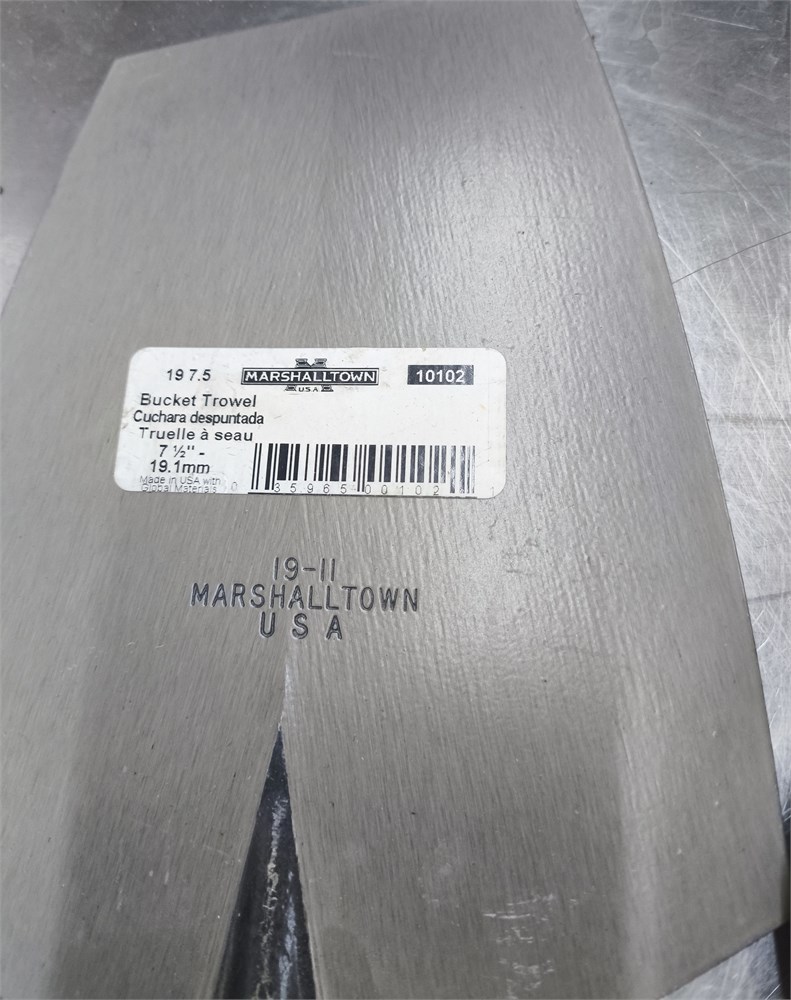 19 7.5 MARSHALLTOWN 10102
U.S.A
Bucket Trowel
Cuchara despuntada
Truelle à seau
7 ½" -
19.1mm
Made in USA with
Global Materials
0 35965 00102 1
19-11
MARSHALLTOWN
USA